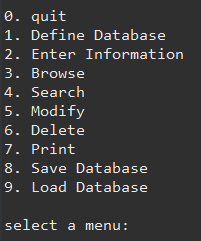 0. quit
1. Define Database
2. Enter Information
3. Browse
4. Search
5. Modify
6. Delete
7. Print
8. Save Database
9. Load Database
select a menu: